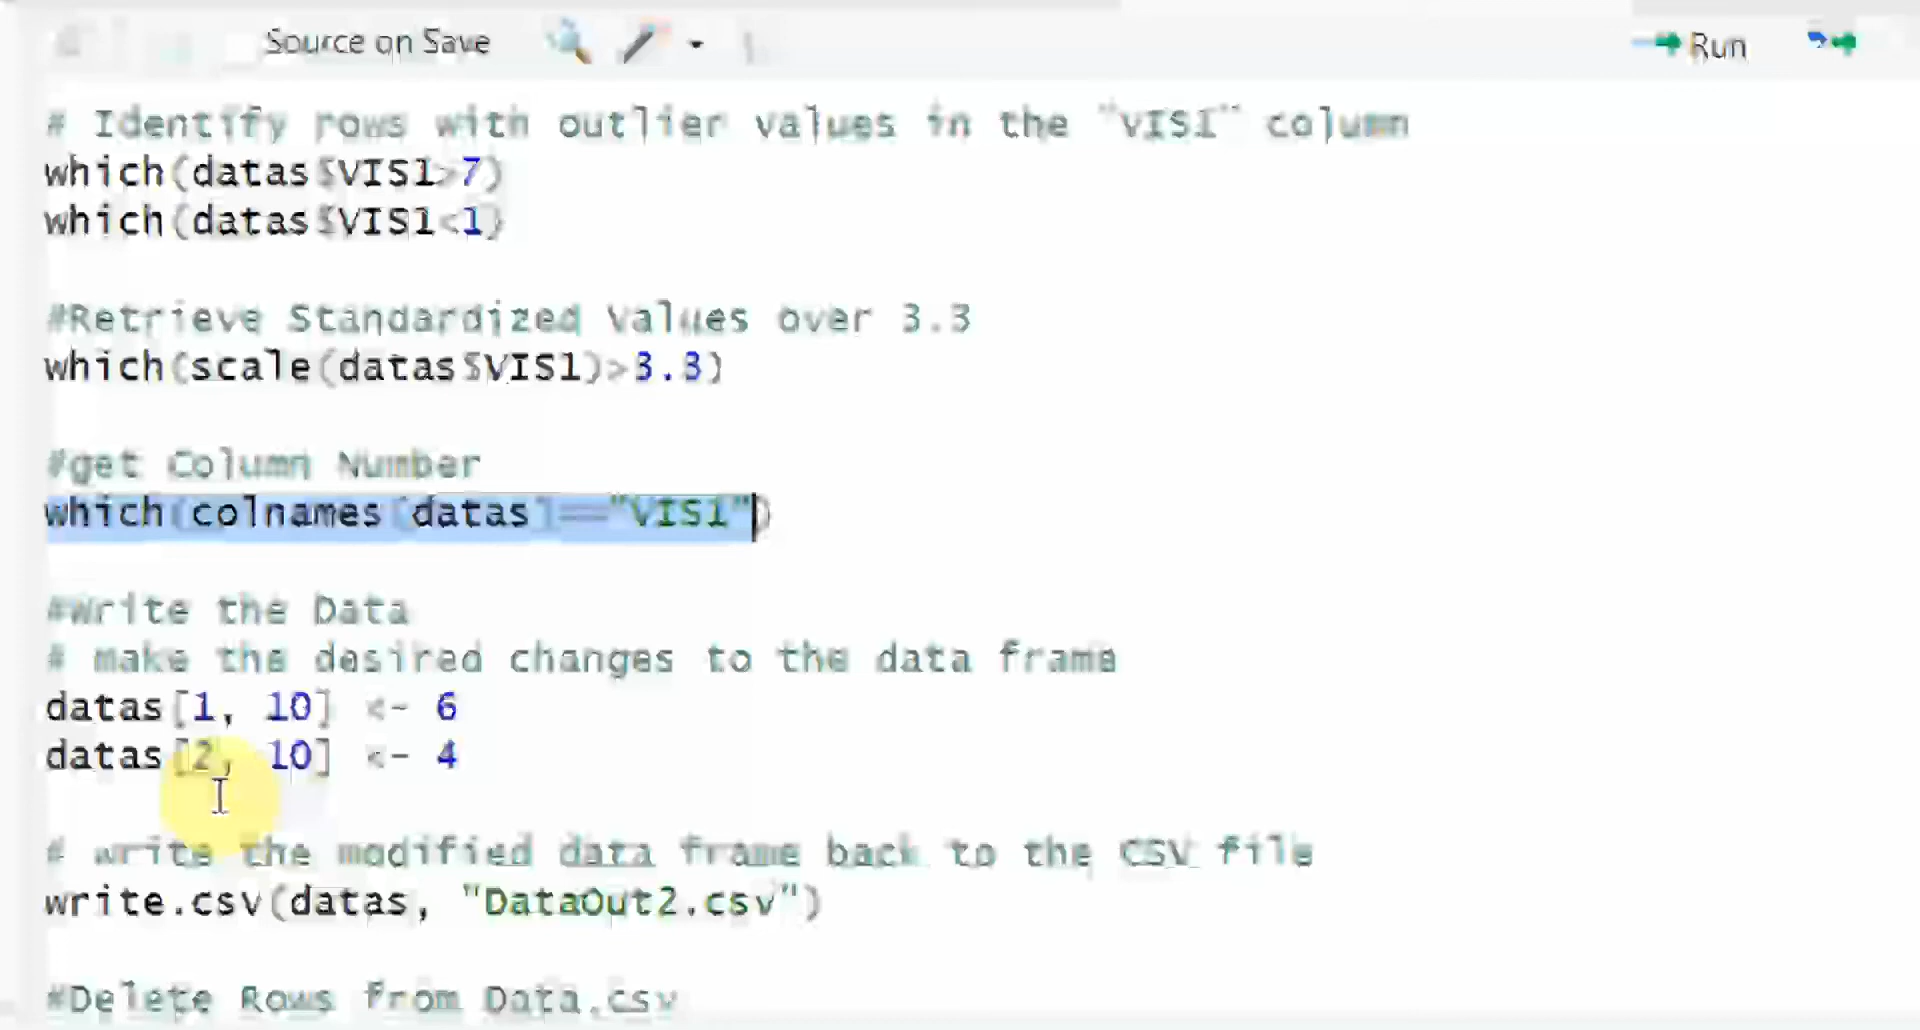 Source on Save
Run
# Identify rows with outlier values in the "VIS1" column
which(datas$VIS1>7)
which(datas$VIS1<1)
#Retrieve Standardized Values over 3.3
which(scale(datas$VIS1)>3.3)
#get Column Number
which(colnames(datas)=="VIS1")
#Write the Data
# make the desired changes to the data frame
datas[1, 10] <- 6
datas[2, 10] <- 4
# write the modified data frame back to the CSV file
write.csv(datas, "DataOut2.csv")
#Delete Rows from Data.csv